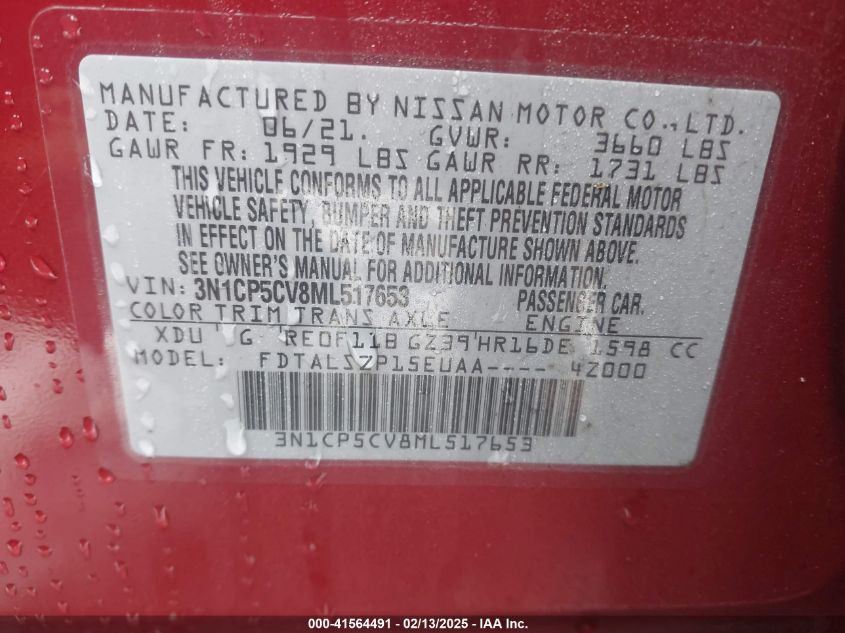 MANUFACTURED BY NISSAN MOTOR CO., LTD.
DATE: 06/21. GVWR: 3660 LBS
GAWR FR: 1929 LBS GAWR RR: 1731 LBS
THIS VEHICLE CONFORMS TO ALL APPLICABLE FEDERAL MOTOR
VEHICLE SAFETY, BUMPER AND THEFT PREVENTION STANDARDS
IN EFFECT ON THE DATE OF MANUFACTURE SHOWN ABOVE.
SEE OWNER'S MANUAL FOR ADDITIONAL INFORMATION.
VIN: 3N1CP5CV8ML517653 PASSENGER CAR.
COLOR TRIM TRANS AXLE ENGINE
XDU G RE0F11B GZ39 HR16DE 1598 CC
MODEL: FDTALSZP15EUAA---- 4Z000
3N1CP5CV8ML517653
000-41564491 - 02/13/2025 - IAA Inc.